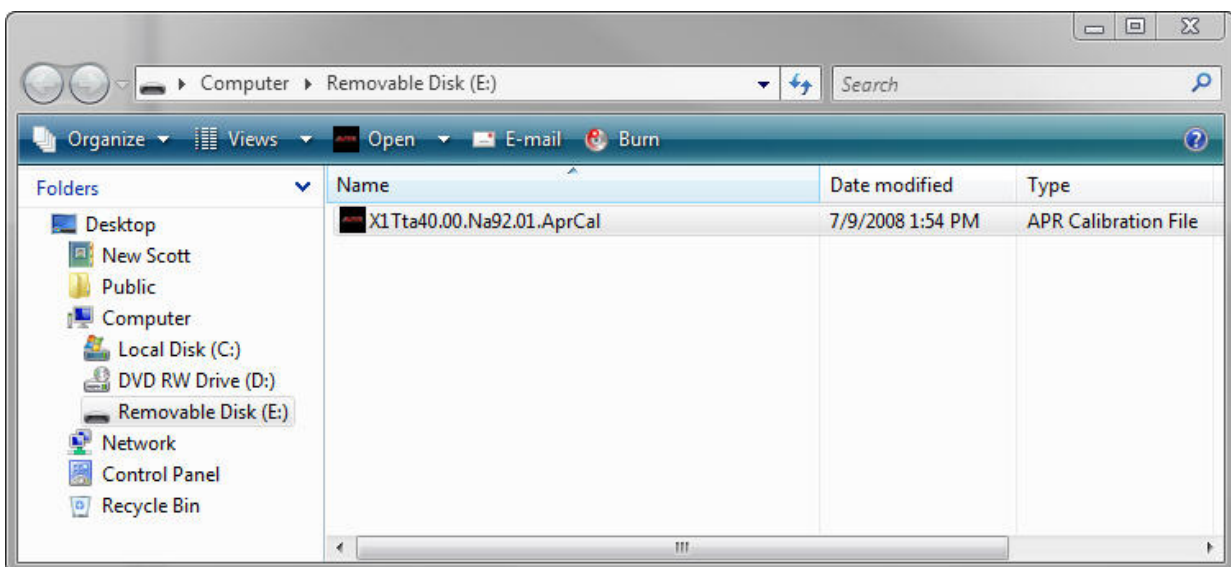 Computer Removable Disk (E:) Search
Organize Views Open E-mail Burn
Folders
Desktop
New Scott
Public
Computer
Local Disk (C:)
DVD RW Drive (D:)
Removable Disk (E:)
Network
Control Panel
Recycle Bin
Name Date modified Type
X1Tta40.00.Na92.01.AprCal 7/9/2008 1:54 PM APR Calibration File